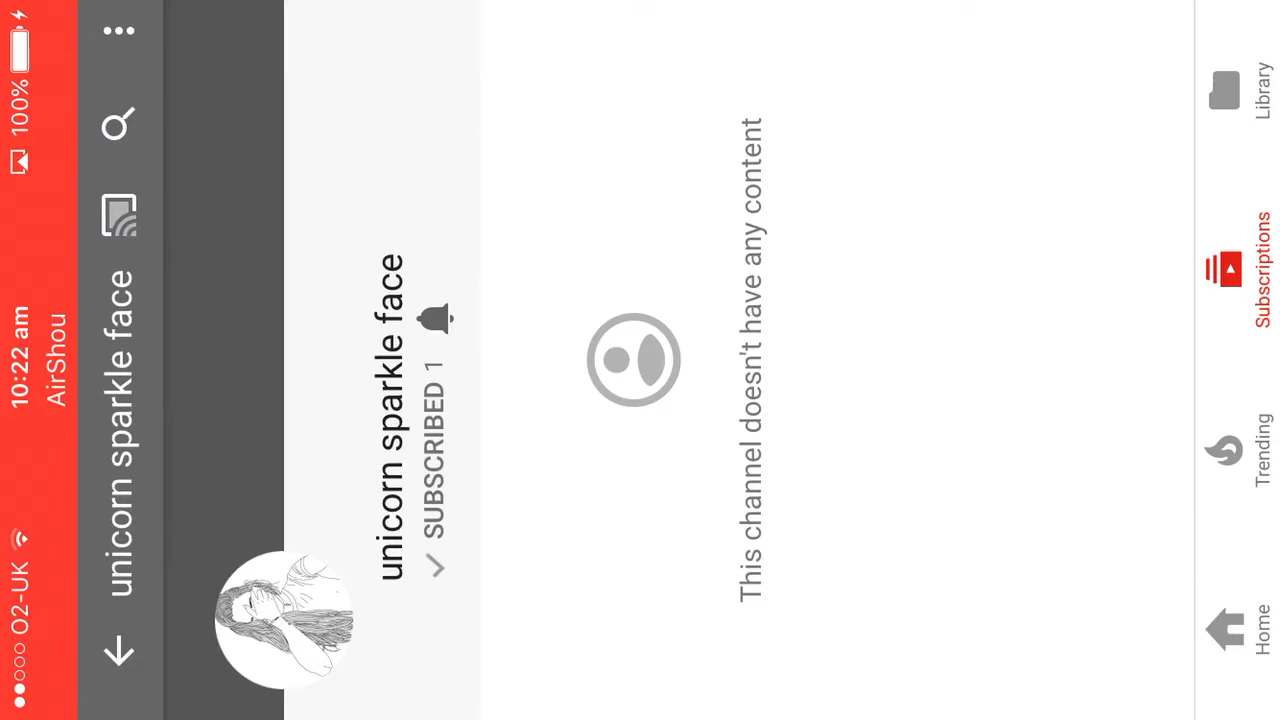 O2-UK 10:22 am 100%
AirShou
unicorn sparkle face
unicorn sparkle face
SUBSCRIBED 1
This channel doesn't have any content
Home Trending Subscriptions Library